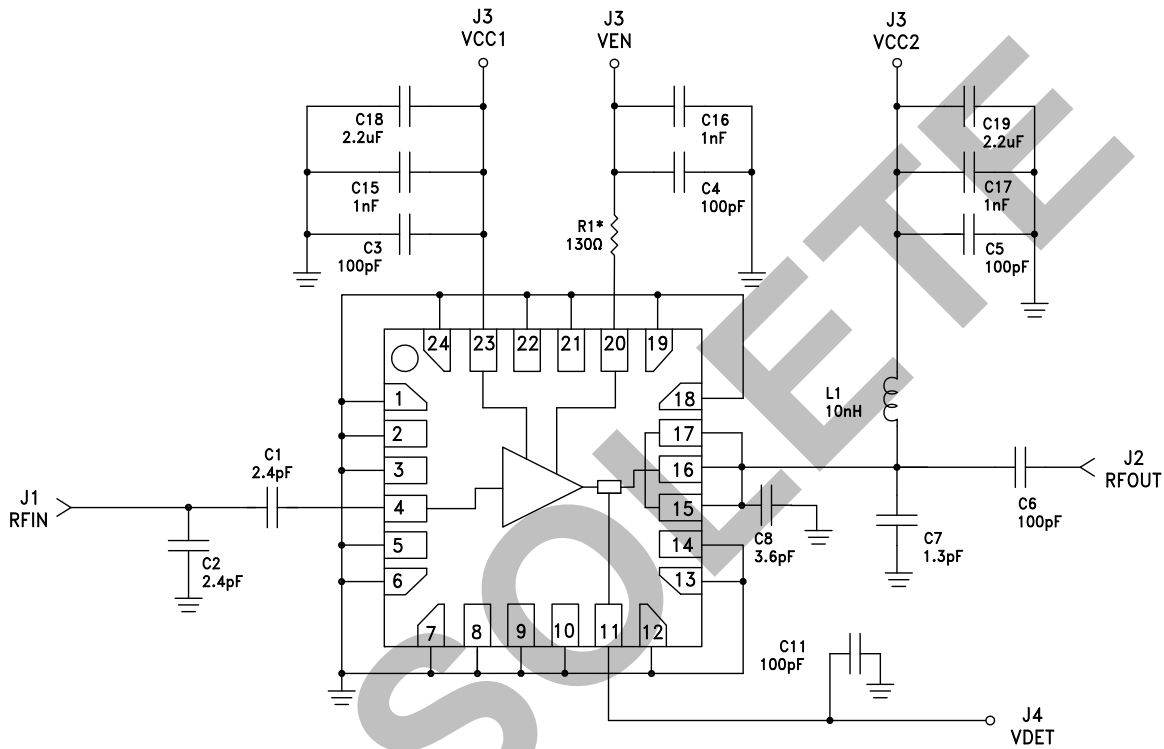 J3
VCC1
J3
VEN
J3
VCC2
C18
2.2uF
C16
1nF
C19
2.2uF
C15
1nF
C4
100pF
C17
1nF
C3
100pF
R1*
130Ω
C5
100pF
24
23
22
21
20
19
1
2
3
4
5
6
18
17
16
15
14
13
7
8
9
10
11
12
L1
10nH
J1
RFIN
C1
2.4pF
C2
2.4pF
C8
3.6pF
C7
1.3pF
C6
100pF
J2
RFOUT
C11
100pF
J4
VDET
SOLETE